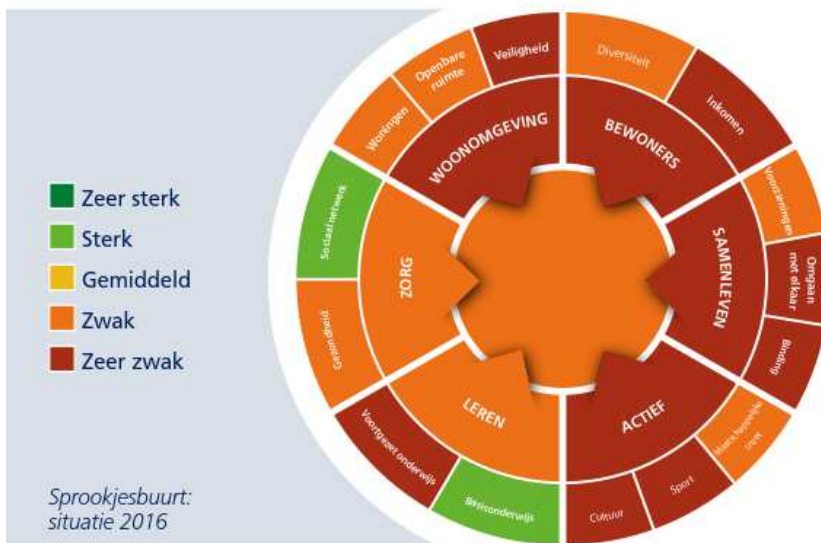 Zeer sterk
Sterk
Gemiddeld
Zwak
Zeer zwak
Sprookjesbuurt:
situatie 2016
WOONOMGEVING
Woningen
Openbare
ruimte
Veiligheid
BEWONERS
Diversiteit
Inkomen
SAMENLEVEN
Voorzieningen
Omgaan
met elkaar
Binding
ACTIEF
Sport
Cultuur
LEREN
Basisonderwijs
Voortgezet onderwijs
ZORG
Gezondheid
Sociaal netwerk